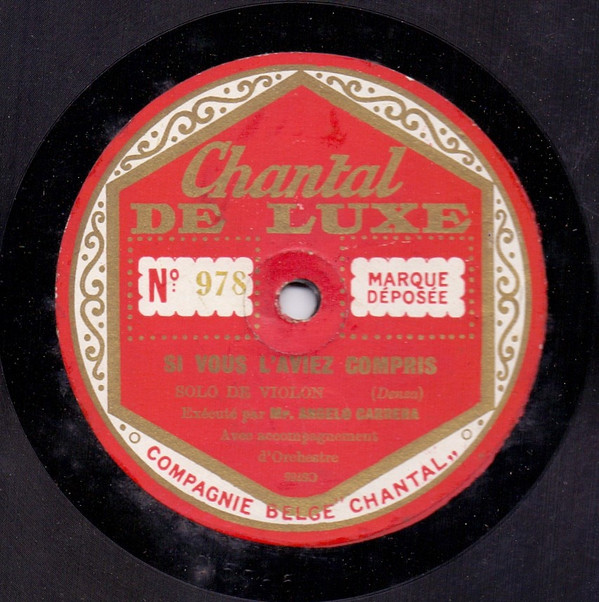 Chantal
DE LUXE
Nº. 978
MARQUE
DÉPOSÉE
SI VOUS L'AVIEZ COMPRIS
SOLO DE VIOLON (Denza)
Exécuté par Mr. ANGELO CARRERA
Avec accompagnement
d'Orchestre
COMPAGNIE BELGE "CHANTAL"